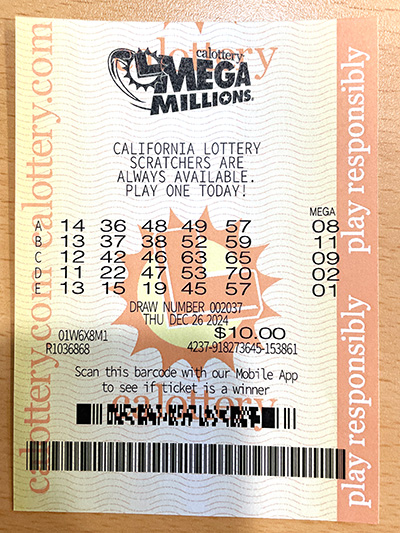 calottery
calottery
MEGA
MILLIONS
CALIFORNIA LOTTERY
SCRATCHERS ARE
ALWAYS AVAILABLE.
PLAY ONE TODAY!
MEGA
A 14 36 48 49 57 08
B 13 37 38 52 59 11
C 12 42 46 63 65 09
D 11 22 47 53 70 02
E 13 15 19 45 57 01
DRAW NUMBER 002037
THU DEC 26 2024
01W6X8M1 $10.00
R1036868 4237-918273645-153861
Scan this barcode with our Mobile App
to see if ticket is a winner
calottery
calottery.com calottery.com
play responsibly play responsibly